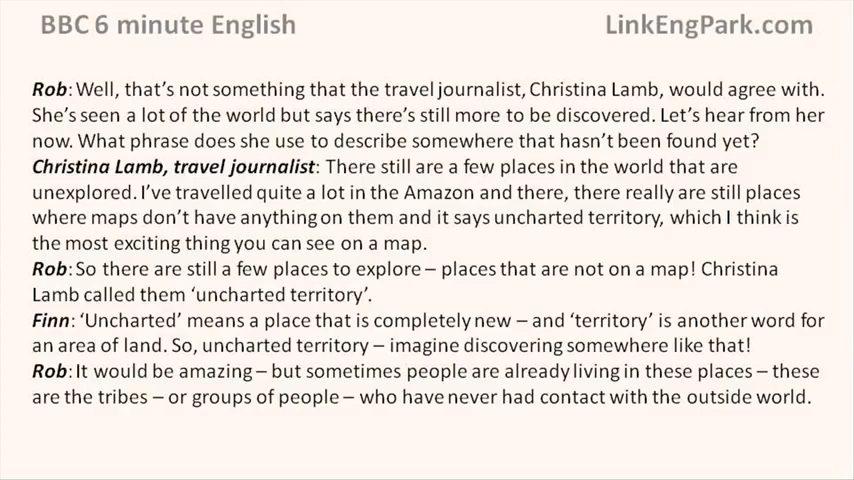 BBC 6 minute English
LinkEngPark.com
Rob: Well, that’s not something that the travel journalist, Christina Lamb, would agree with.
She’s seen a lot of the world but says there’s still more to be discovered. Let’s hear from her
now. What phrase does she use to describe somewhere that hasn’t been found yet?
Christina Lamb, travel journalist: There still are a few places in the world that are
unexplored. I’ve travelled quite a lot in the Amazon and there, there really are still places
where maps don’t have anything on them and it says uncharted territory, which I think is
the most exciting thing you can see on a map.
Rob: So there are still a few places to explore – places that are not on a map! Christina
Lamb called them ‘uncharted territory’.
Finn: ‘Uncharted’ means a place that is completely new – and ‘territory’ is another word for
an area of land. So, uncharted territory – imagine discovering somewhere like that!
Rob: It would be amazing – but sometimes people are already living in these places – these
are the tribes – or groups of people – who have never had contact with the outside world.